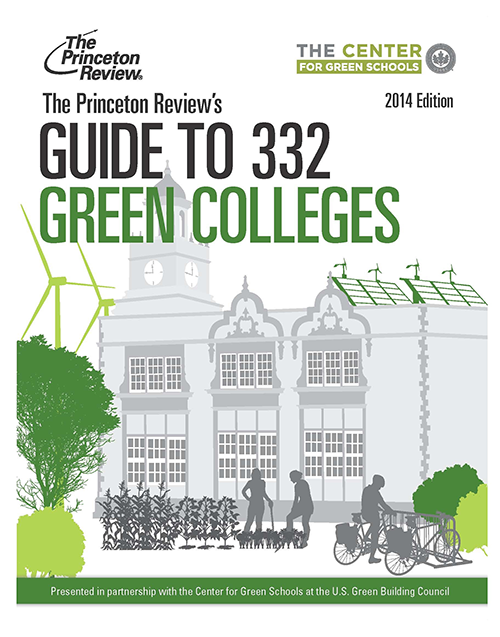 The
Princeton
Review®
THE CENTER
FOR GREEN SCHOOLS
The Princeton Review's
2014 Edition
GUIDE TO 332
GREEN COLLEGES
Presented in partnership with the Center for Green Schools at the U.S. Green Building Council